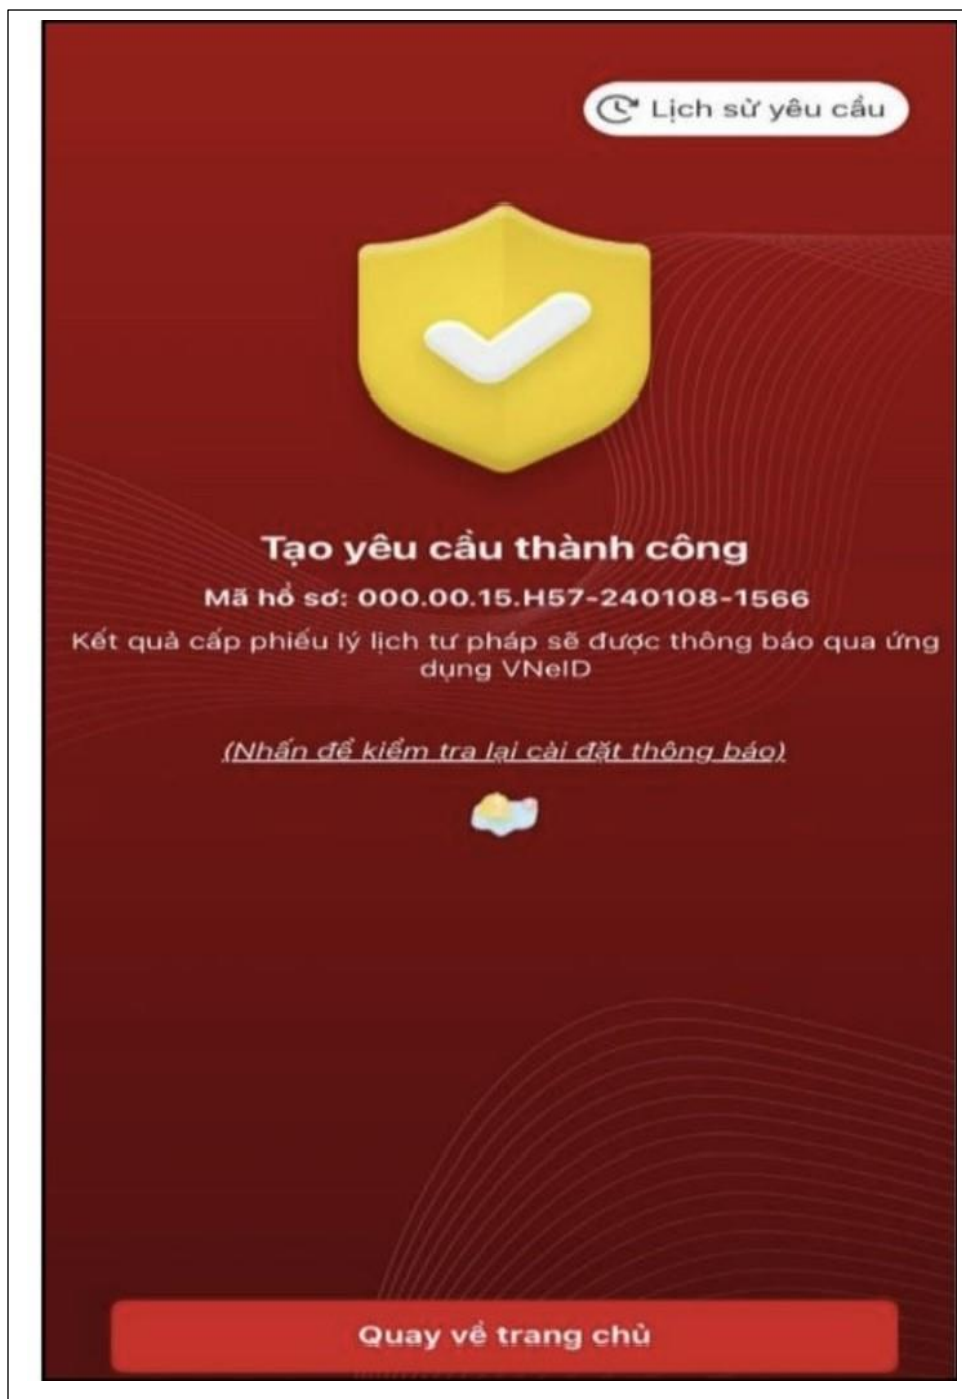 Lịch sử yêu cầu
Tạo yêu cầu thành công
Mã hồ sơ: 000.00.15.H57-240108-1566
Kết quả cấp phiếu lý lịch tư pháp sẽ được thông báo qua ứng
dụng VNeID
(Nhấn để kiểm tra lại cài đặt thông báo)
Quay về trang chủ